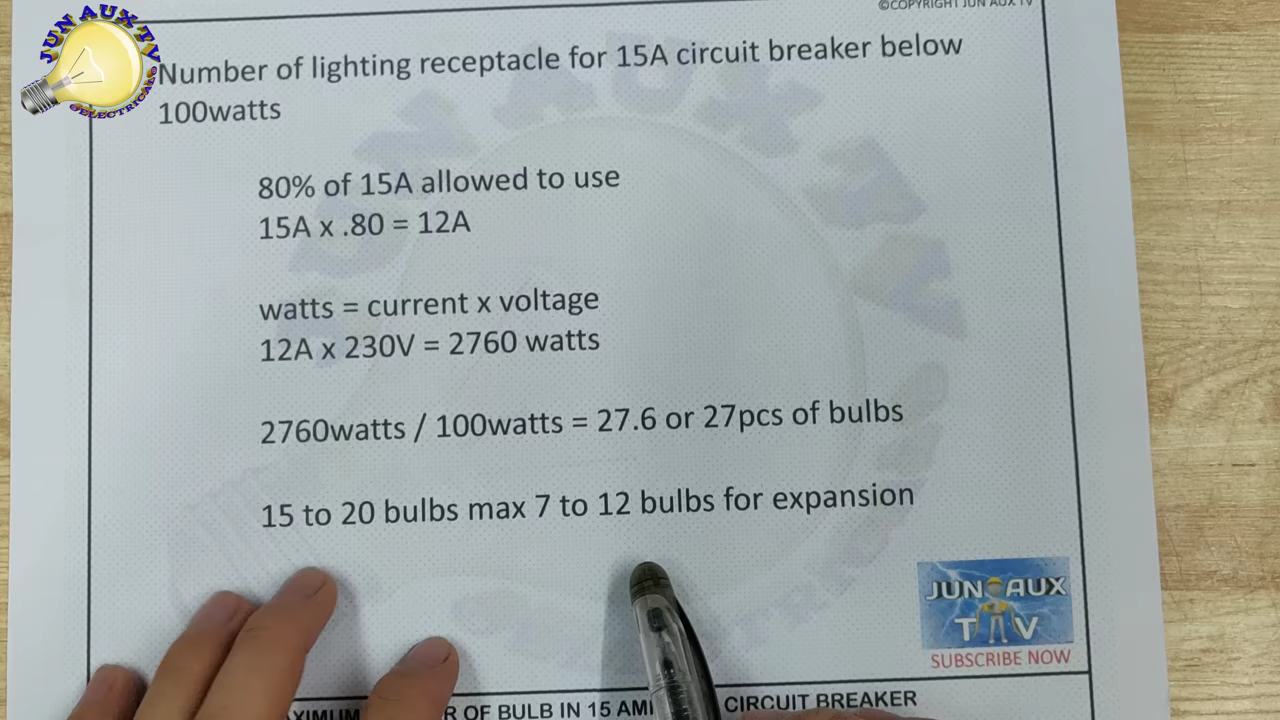 ©COPYRIGHT JUN AUX TV
JUN AUX TV
ELECTRICAL
Number of lighting receptacle for 15A circuit breaker below
100watts
80% of 15A allowed to use
15A x .80 = 12A
watts = current x voltage
12A x 230V = 2760 watts
2760watts / 100watts = 27.6 or 27pcs of bulbs
15 to 20 bulbs max 7 to 12 bulbs for expansion
JUN AUX
TV
SUBSCRIBE NOW
OF BULB IN 15 CIRCUIT BREAKER